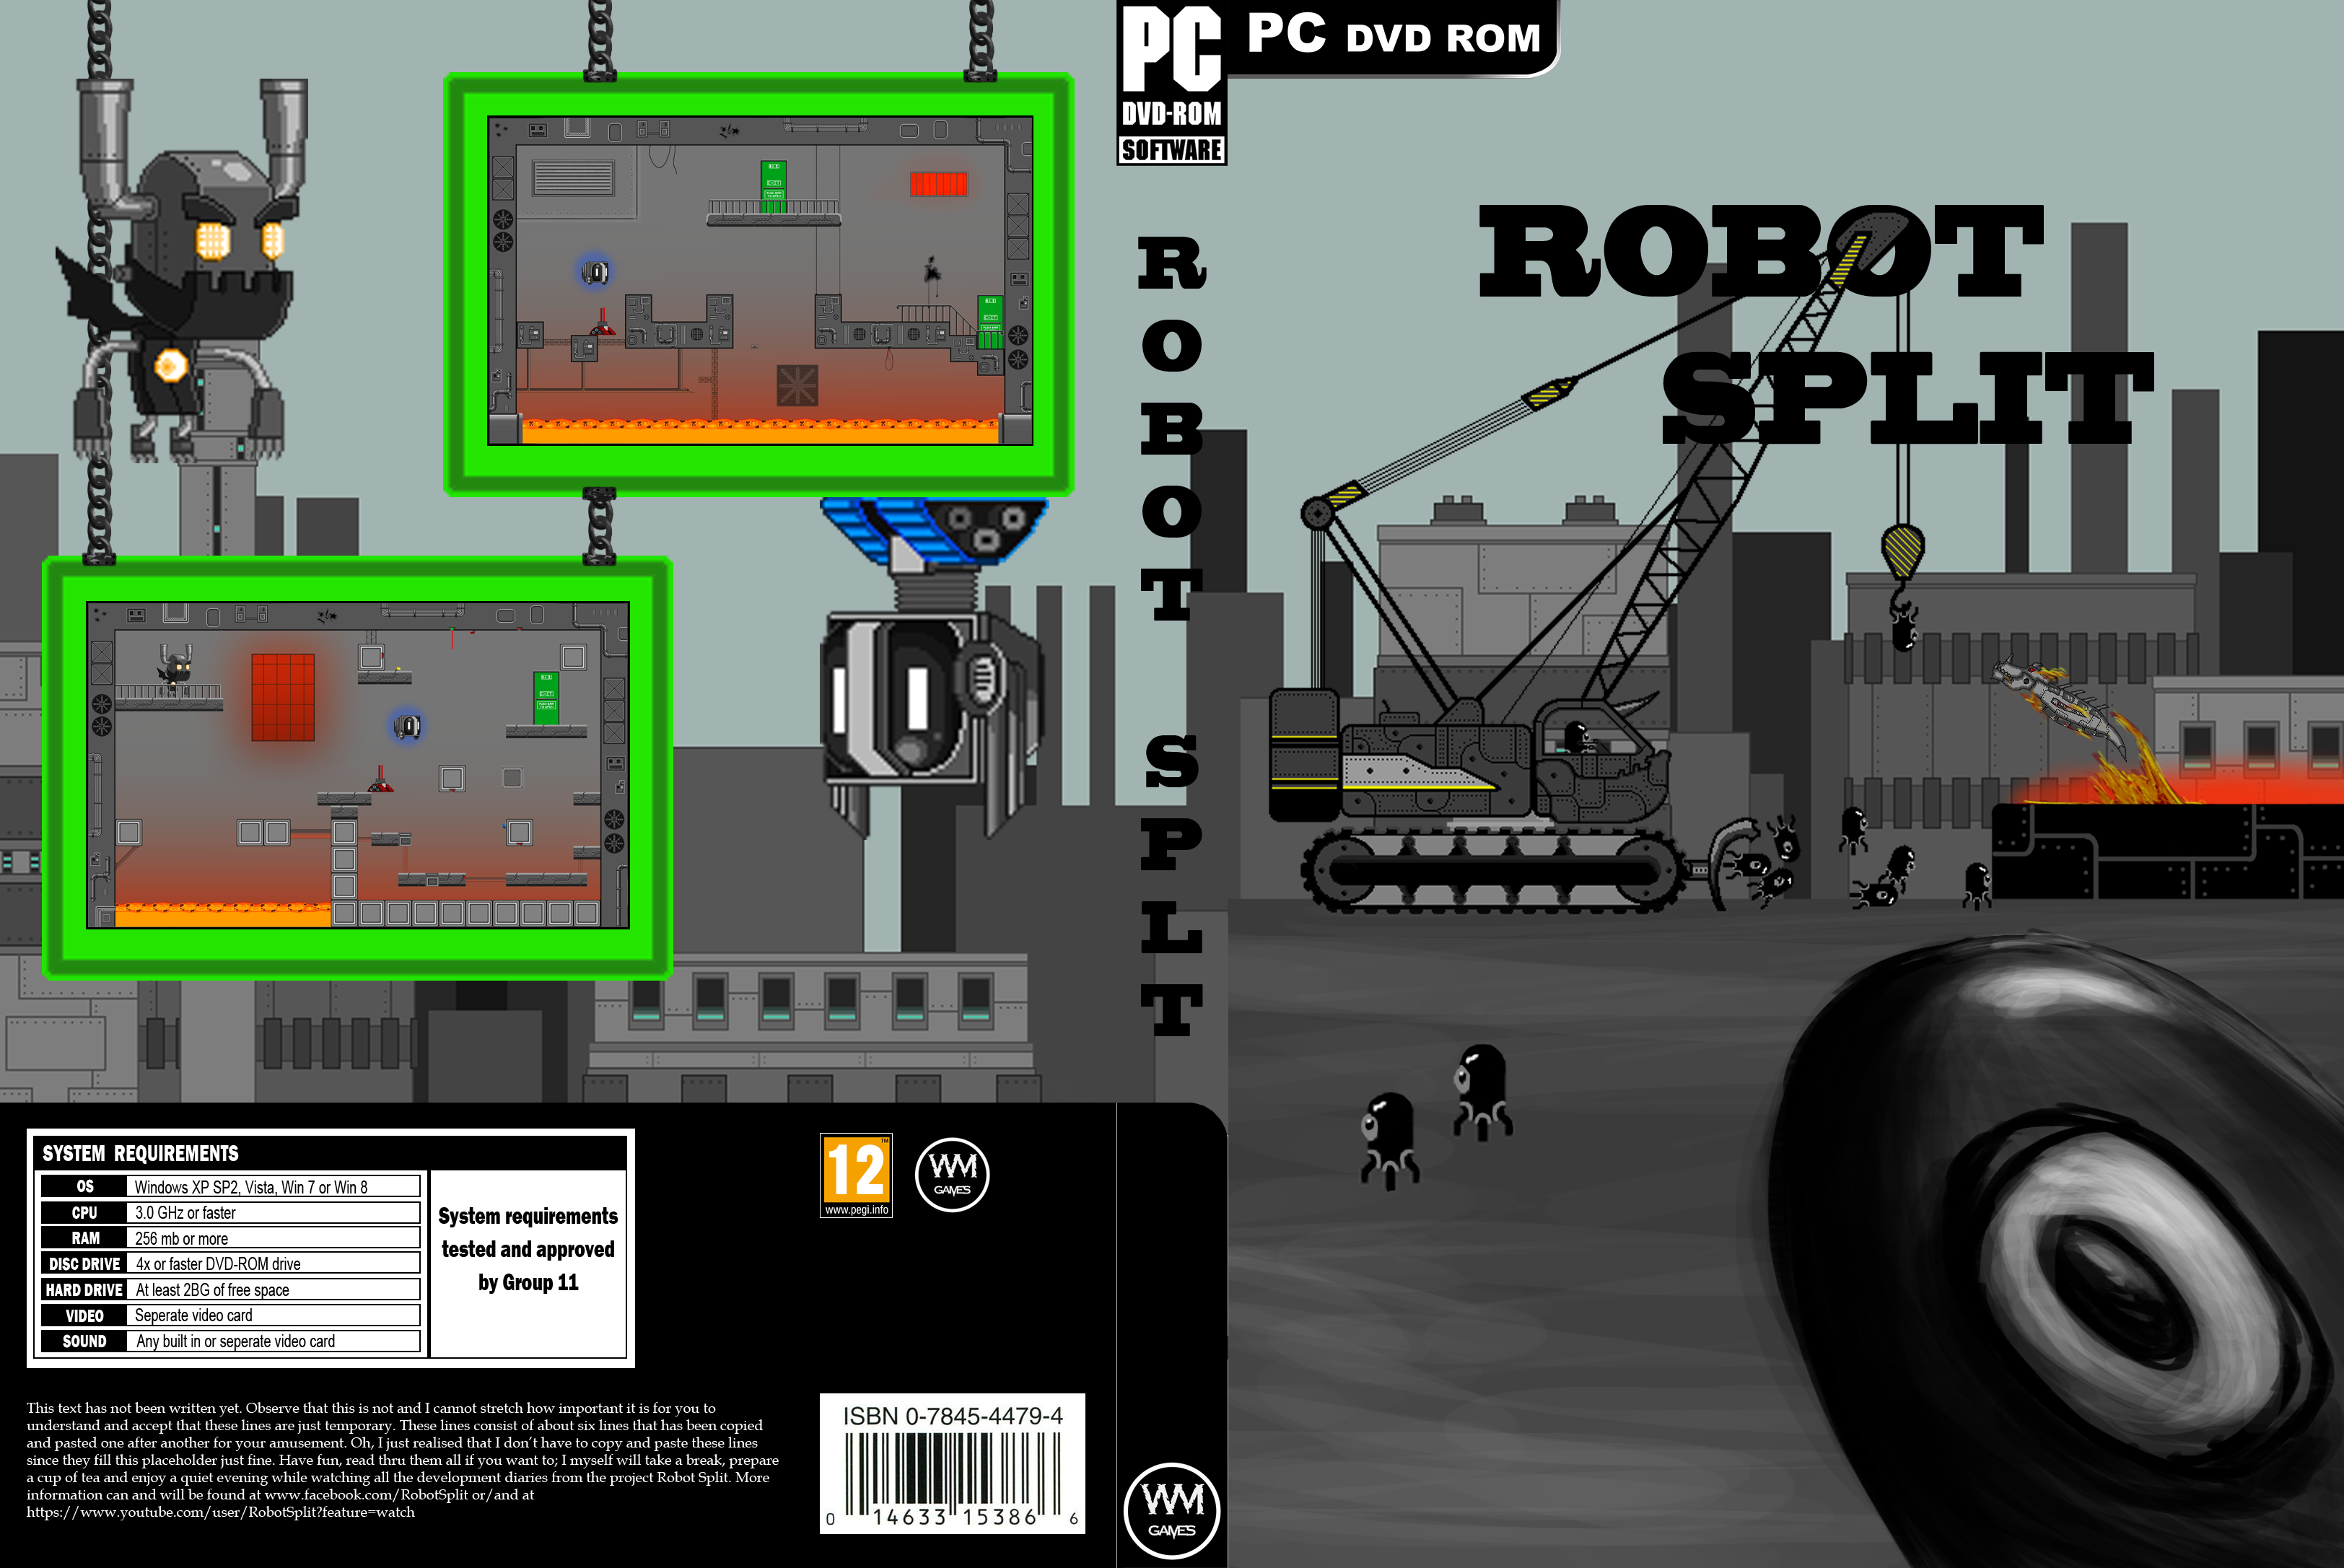 PC
DVD-ROM
SOFTWARE
PC DVD ROM
ROBOT
SPLIT
ROBOT SPLT
SYSTEM REQUIREMENTS
OS Windows XP SP2, Vista, Win 7 or Win 8
CPU 3.0 GHz or faster
RAM 256 mb or more
DISC DRIVE 4x or faster DVD-ROM drive
HARD DRIVE At least 2BG of free space
VIDEO Seperate video card
SOUND Any built in or seperate video card
System requirements
tested and approved
by Group 11
12
www.pegi.info
WM
GAMES
This text has not been written yet. Observe that this is not and I cannot stretch how important it is for you to
understand and accept that these lines are just temporary. These lines consist of about six lines that has been copied
and pasted one after another for your amusement. Oh, I just realised that I don't have to copy and paste these lines
since they fill this placeholder just fine. Have fun, read thru them all if you want to; I myself will take a break, prepare
a cup of tea and enjoy a quiet evening while watching all the development diaries from the project Robot Split. More
information can and will be found at www.facebook.com/RobotSplit or/and at
https://www.youtube.com/user/RobotSplit?feature=watch
ISBN 0-7845-4479-4
0 14633 15386 6
WM
GAMES